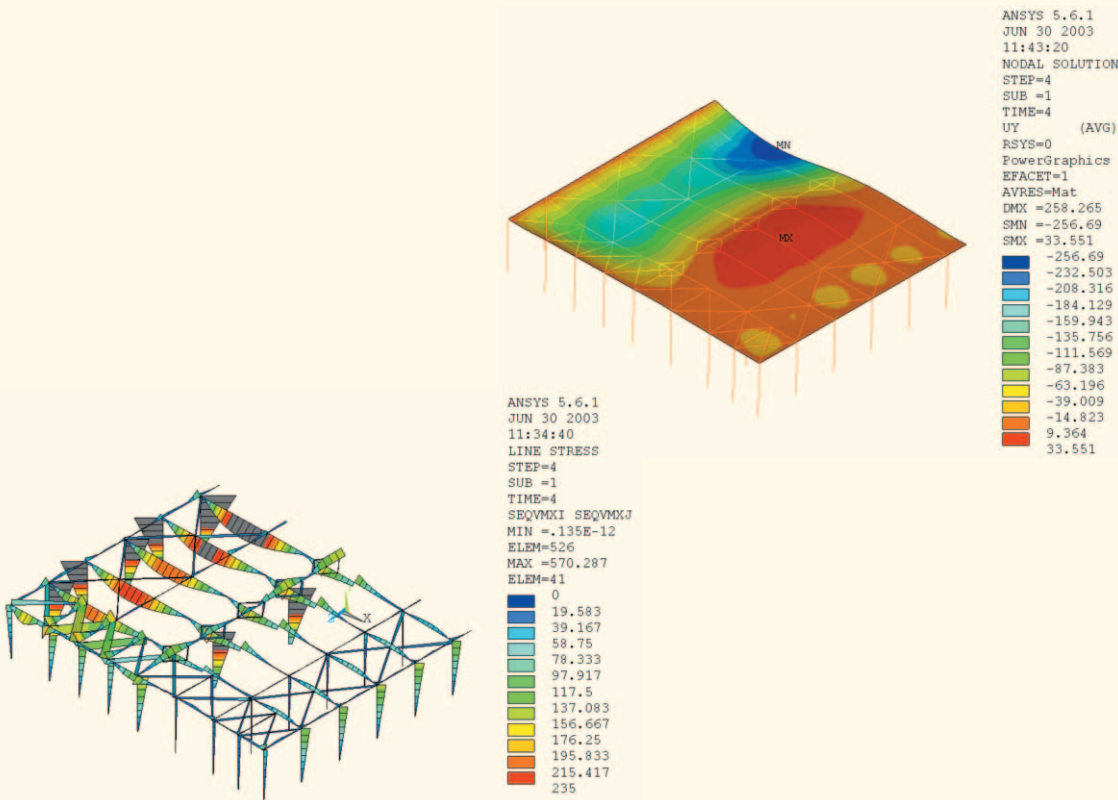 ANSYS 5.6.1
JUN 30 2003
11:43:20
NODAL SOLUTION
STEP=4
SUB =1
TIME=4
UY (AVG)
RSYS=0
PowerGraphics
EFACET=1
AVRES=Mat
DMX =258.265
SMN =-256.69
SMX =33.551
-256.69
-232.503
-208.316
-184.129
-159.943
-135.756
-111.569
-87.383
-63.196
-39.009
-14.823
9.364
33.551
MN
MX
ANSYS 5.6.1
JUN 30 2003
11:34:40
LINE STRESS
STEP=4
SUB =1
TIME=4
SEQVMXI SEQVMXJ
MIN =.135E-12
ELEM=526
MAX =570.287
ELEM=41
0
19.583
39.167
58.75
78.333
97.917
117.5
137.083
156.667
176.25
195.833
215.417
235
Z X